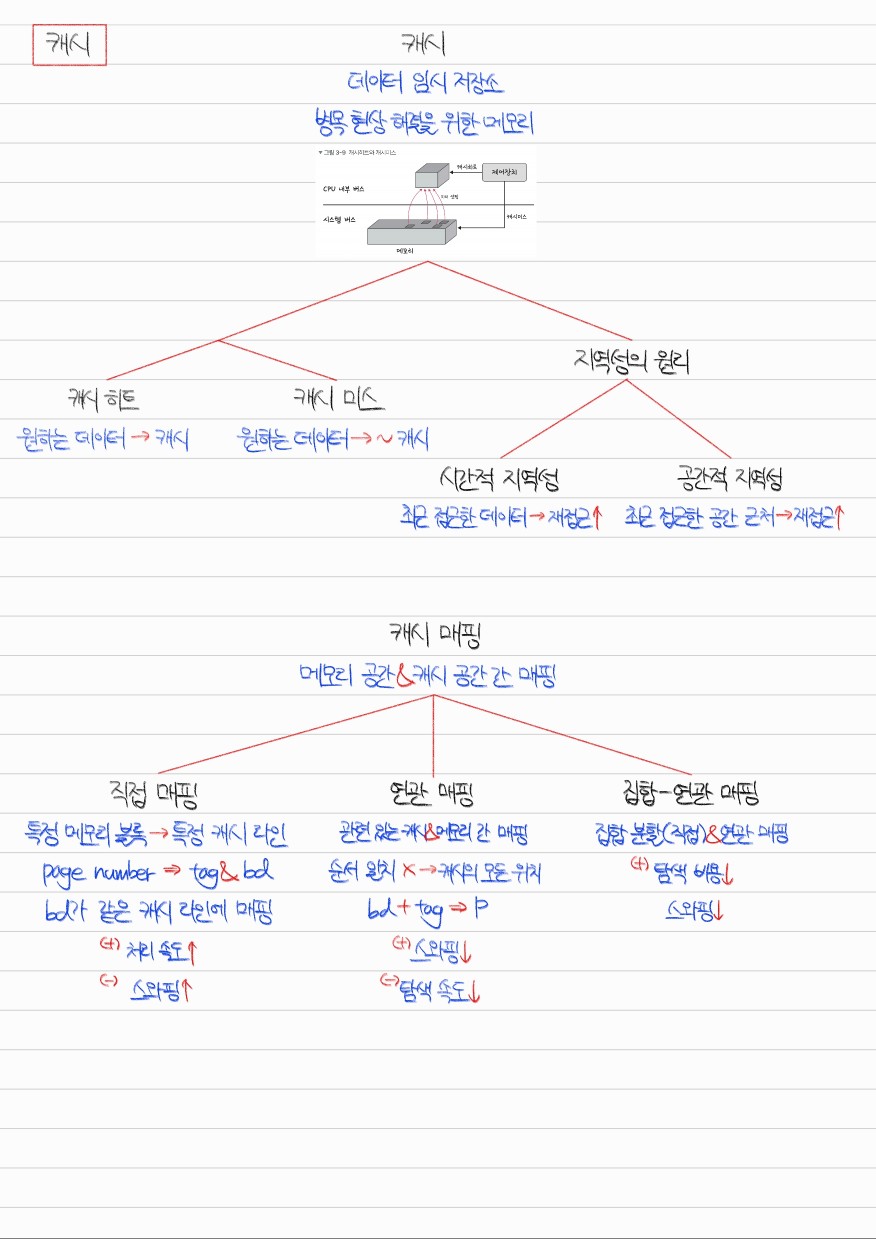 캐시
캐시
데이터 임시 저장소
병목 현상 해결을 위한 메모리
▼ 그림 3-9 캐시히트와 캐시미스
캐시히트
제어장치
CPU 내부 버스
시스템 버스
캐시미스
메모리
지역성의 원리
캐시 히트
캐시 미스
원하는 데이터 → 캐시
원하는 데이터 → ~ 캐시
시간적 지역성
공간적 지역성
최근 접근한 데이터 → 재접근↑
최근 접근한 공간 근처 → 재접근↑
캐시 매핑
메모리 공간&캐시 공간 간 매핑
직접 매핑
연관 매핑
집합-연관 매핑
특정 메모리 블록 → 특정 캐시 라인
관련 있는 캐시&메모리 간 매핑
집합 분할(직접)&연관 매핑
page number ⇒ tag & bd
순서 일치 X → 캐시의 모든 위치
(+) 탐색 비용↓
bd가 같은 캐시 라인에 매핑
bd + tag ⇒ P
스와핑↓
(+) 처리 속도↑
(+) 스와핑↓
(-) 스와핑↑
(-) 탐색 속도↓